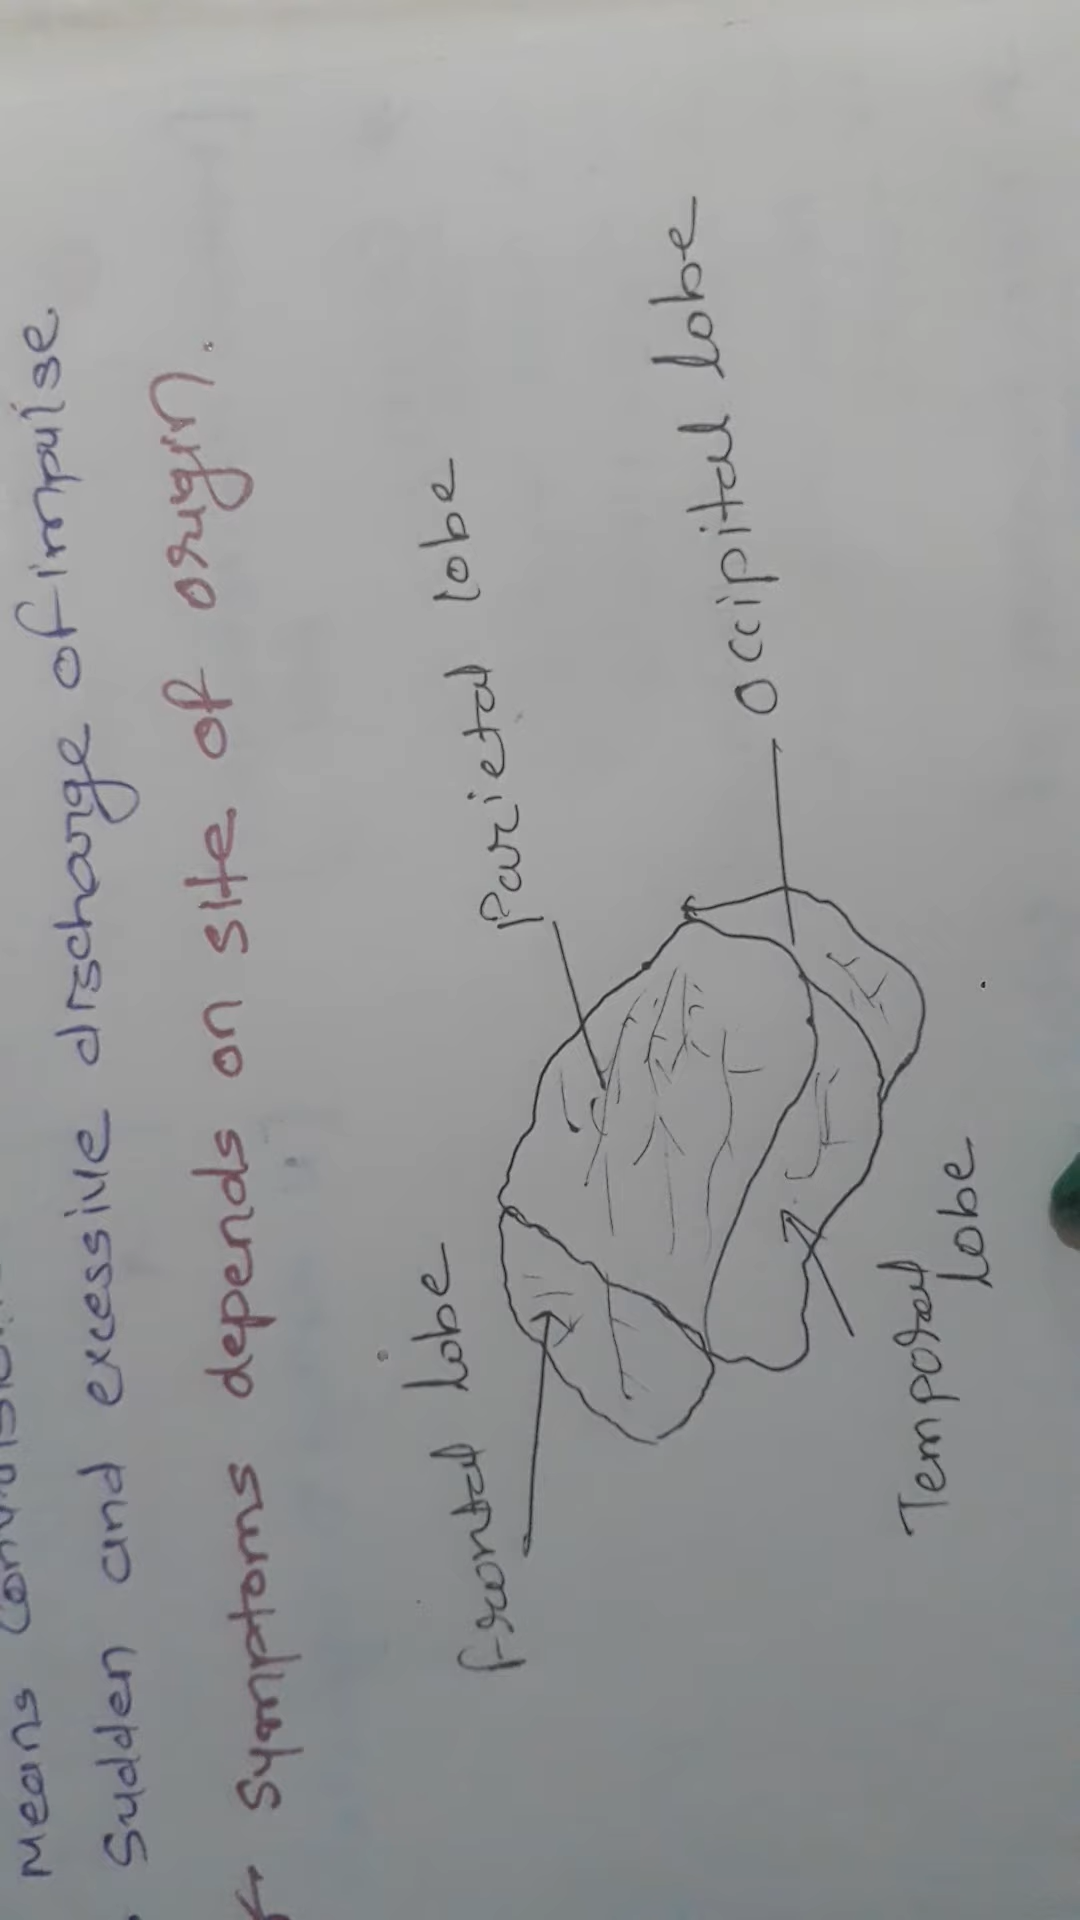 Means
Sudden and excessive discharge of impulse
Symptoms depends on site of origin.
frontal lobe
Parietal lobe
Occipital lobe
Temporal
lobe